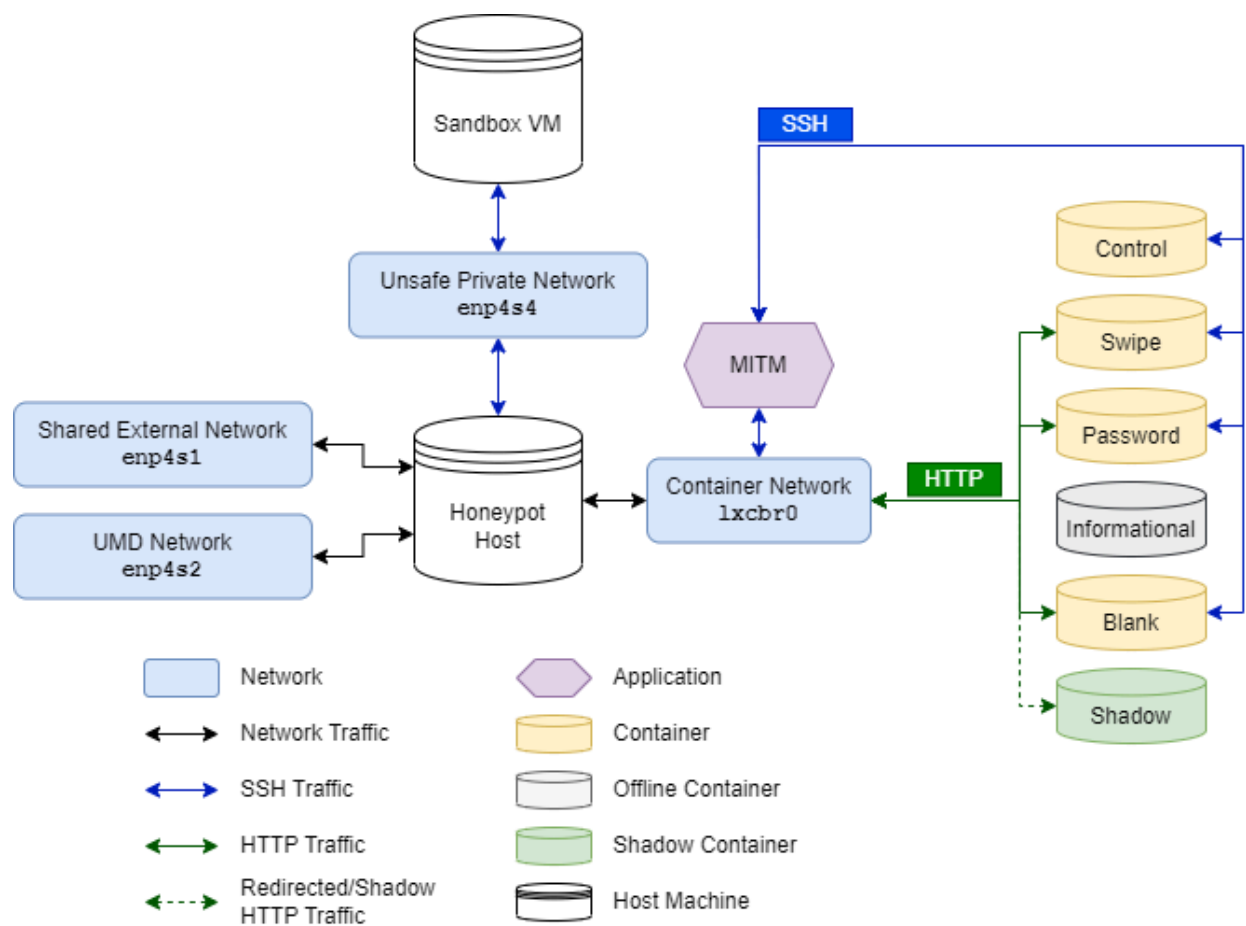 Sandbox VM
SSH
Control
Unsafe Private Network
enp4s4
Swipe
MITM
Shared External Network
enp4s1
Password
Container Network
lxcbr0
HTTP
Honeypot
Host
Informational
UMD Network
enp4s2
Blank
Shadow
Network
Application
Network Traffic
Container
SSH Traffic
Offline Container
HTTP Traffic
Shadow Container
Redirected/Shadow
HTTP Traffic
Host Machine